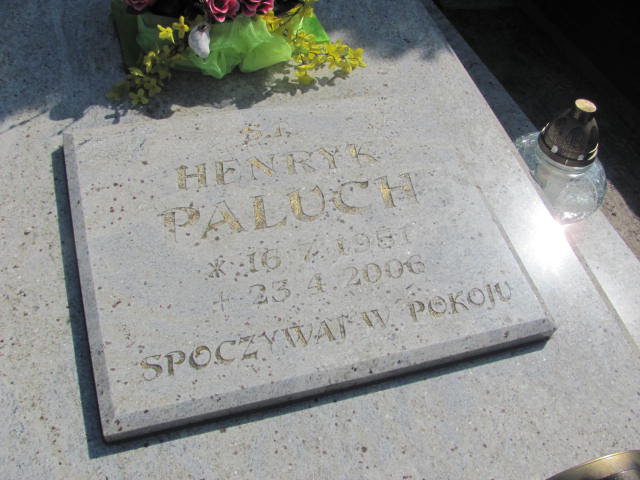 HENRYK
PALUCH
* 16 7
† 23 4 2006
SPOCZYWAJ W POKOJU